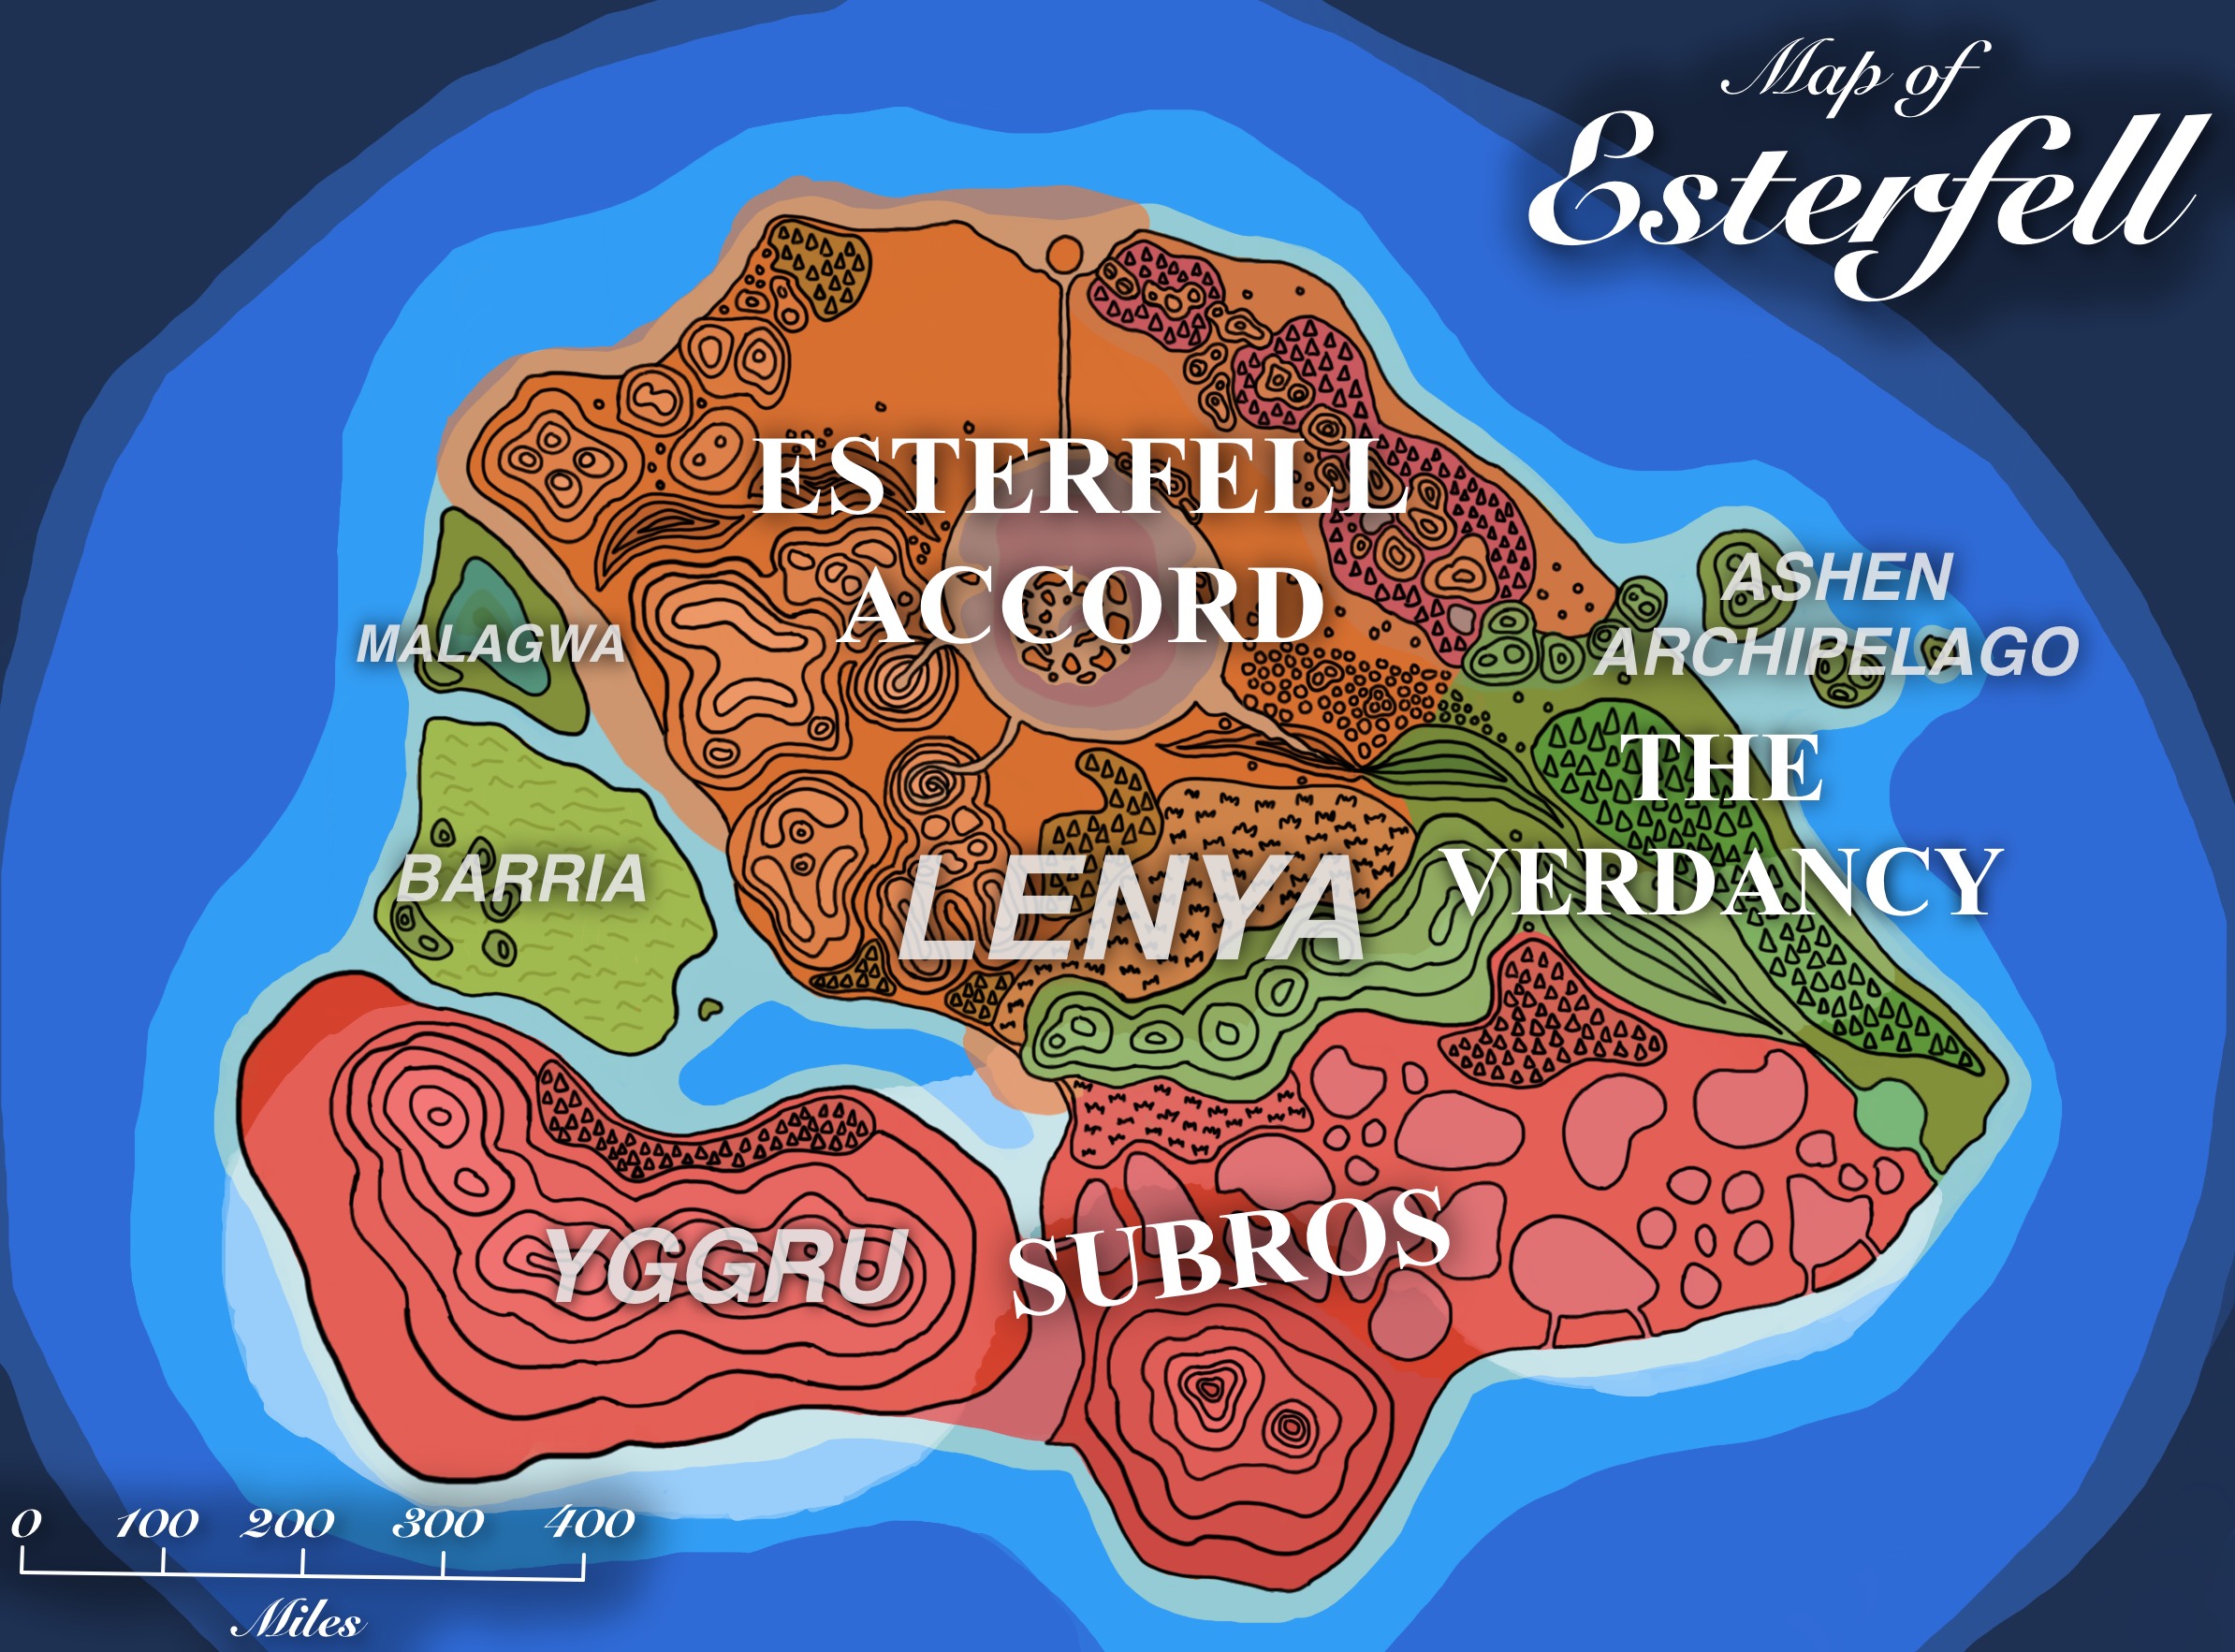 Map of
Esterfell
ESTERFELL
ACCORD
ASHEN
ARCHIPELAGO
MALAGWA
THE
VERDANCY
BARRIA
LENYA
YGGRU
SUBROS
0 100 200 300 400
Miles